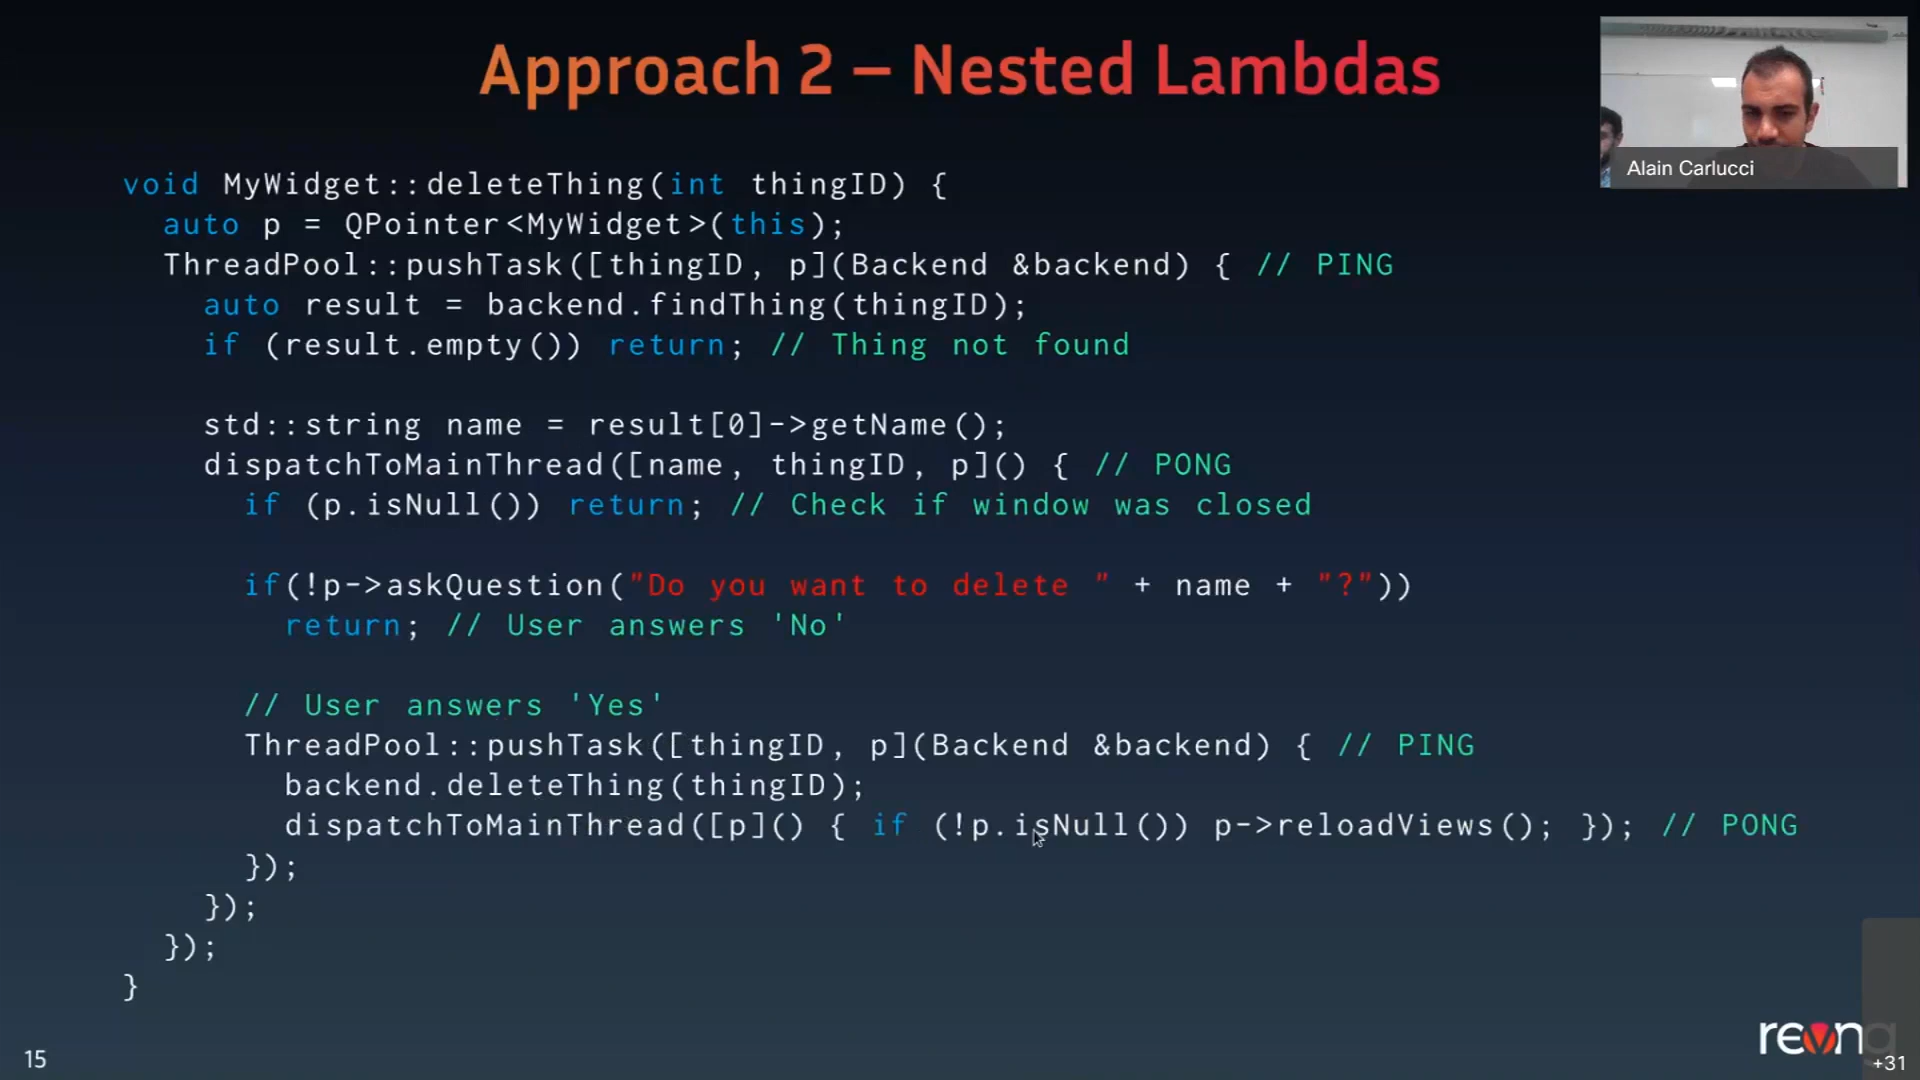 Approach 2 – Nested Lambdas
Alain Carlucci
void MyWidget::deleteThing(int thingID) {
auto p = QPointer<MyWidget>(this);
ThreadPool::pushTask([thingID, p](Backend &backend) { // PING
auto result = backend.findThing(thingID);
if (result.empty()) return; // Thing not found
std::string name = result[0]->getName();
dispatchToMainThread([name, thingID, p]() { // PONG
if (p.isNull()) return; // Check if window was closed
if(!p->askQuestion("Do you want to delete " + name + "?"))
return; // User answers 'No'
// User answers 'Yes'
ThreadPool::pushTask([thingID, p](Backend &backend) { // PING
backend.deleteThing(thingID);
dispatchToMainThread([p]() { if (!p.isNull()) p->reloadViews(); }); // PONG
});
});
});
}
revng
15
+31